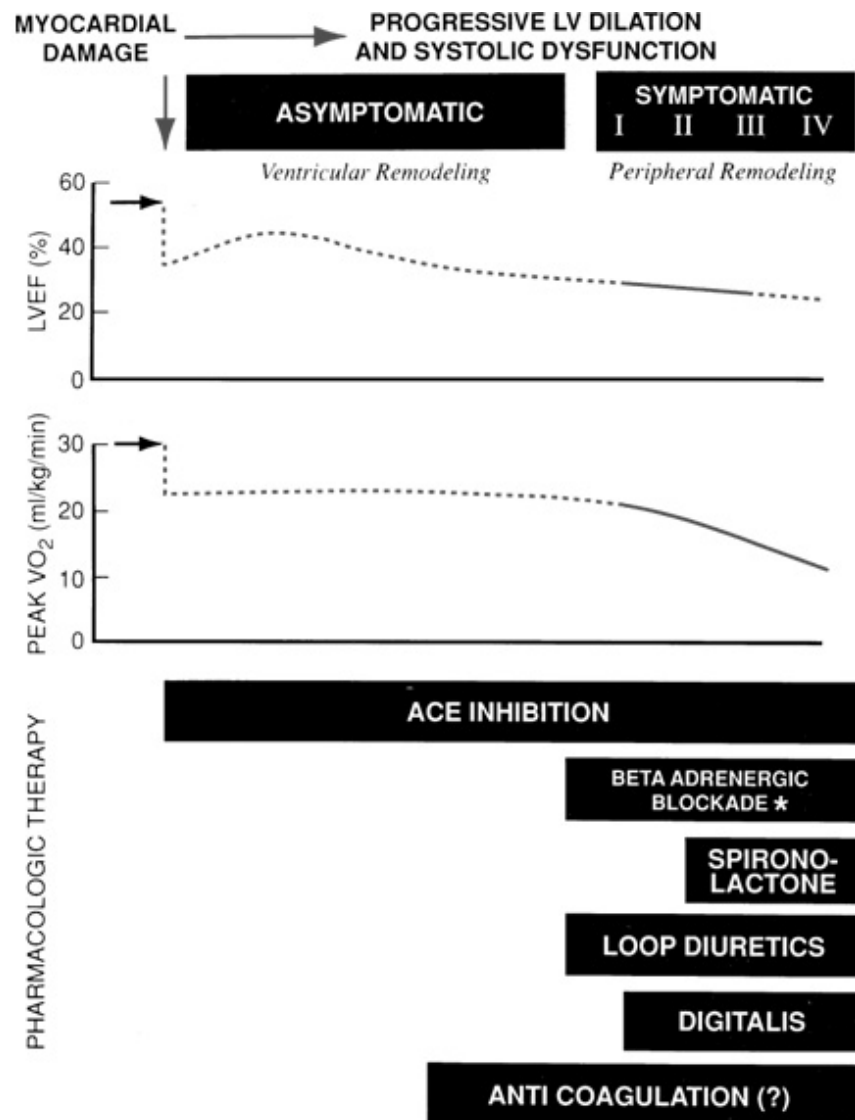 MYOCARDIAL
DAMAGE
PROGRESSIVE LV DILATION
AND SYSTOLIC DYSFUNCTION
ASYMPTOMATIC
SYMPTOMATIC
I II III IV
Ventricular Remodeling
Peripheral Remodeling
LVEF (%)
60
40
20
0
PEAK VO₂ (ml/kg/min)
30
20
10
0
PHARMACOLOGIC THERAPY
ACE INHIBITION
BETA ADRENERGIC
BLOCKADE *
SPIRONO-
LACTONE
LOOP DIURETICS
DIGITALIS
ANTI COAGULATION (?)